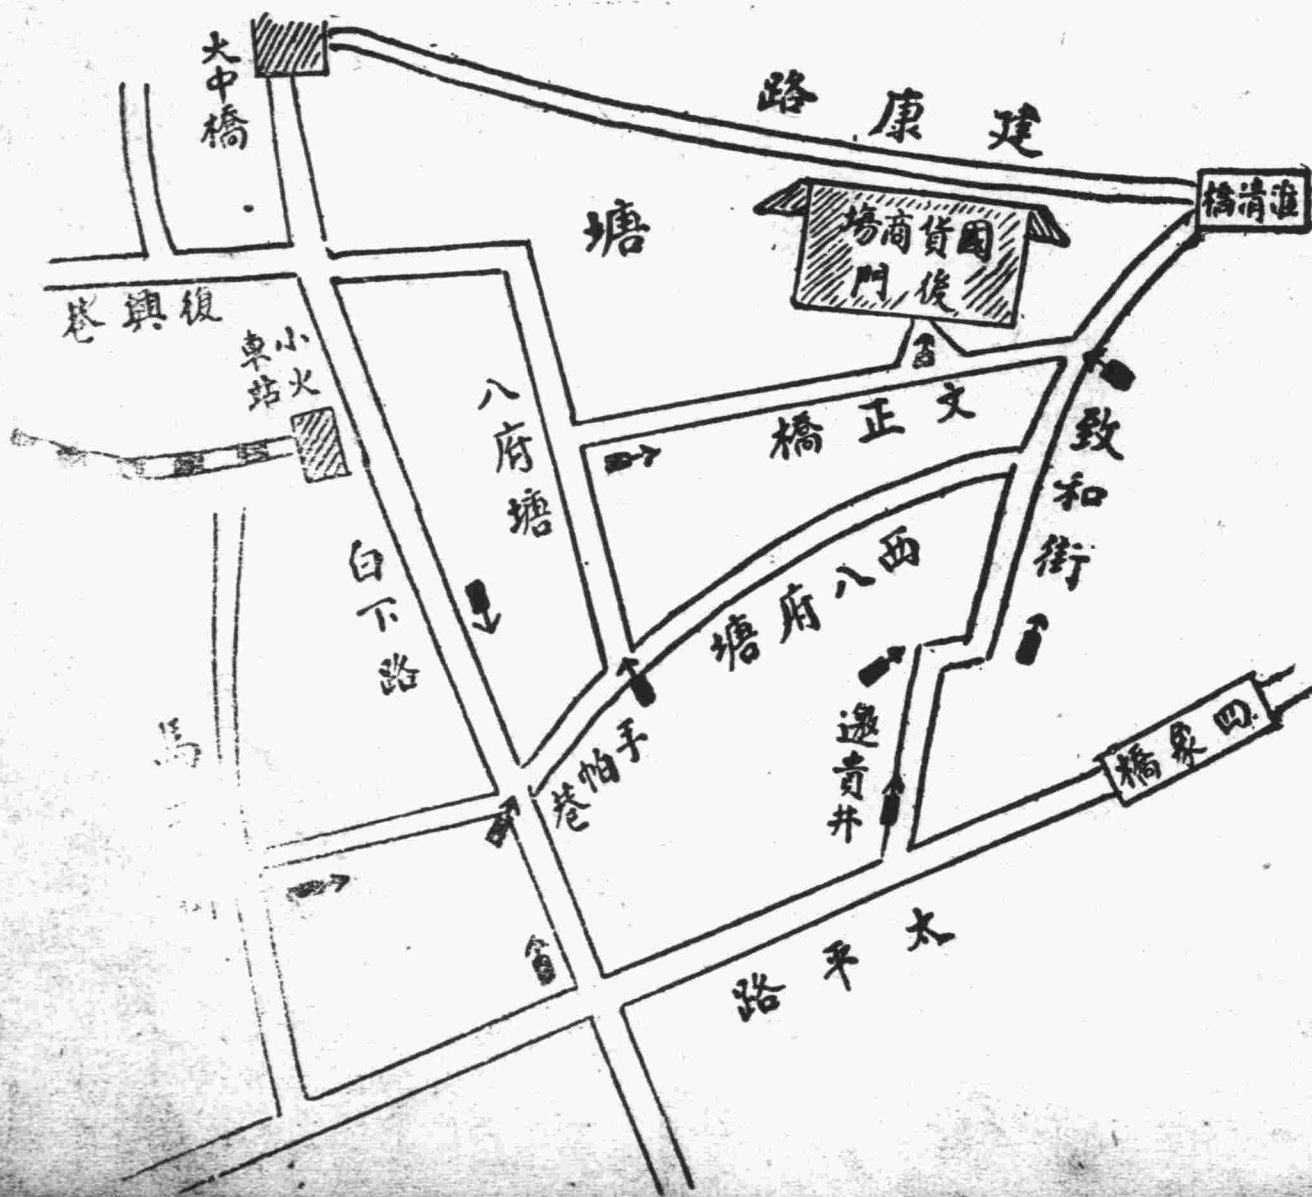 大中橋
建康路
淮清橋
塘
國貨商場
後門
復興巷
小火
車站
八府塘
文正橋
致和街
白下路
西八府塘
手帕巷
邀貴井
四象橋
太平路
馬